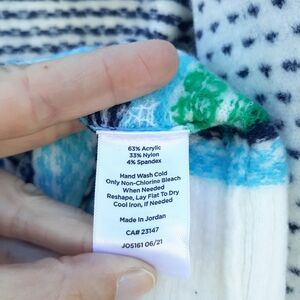 63% Acrylic
33% Nylon
4% Spandex
Hand Wash Cold
Only Non-Chlorine Bleach
When Needed
Reshape, Lay Flat To Dry
Cool Iron, If Needed
Made In Jordan
CA# 23147
JO5161 06/21